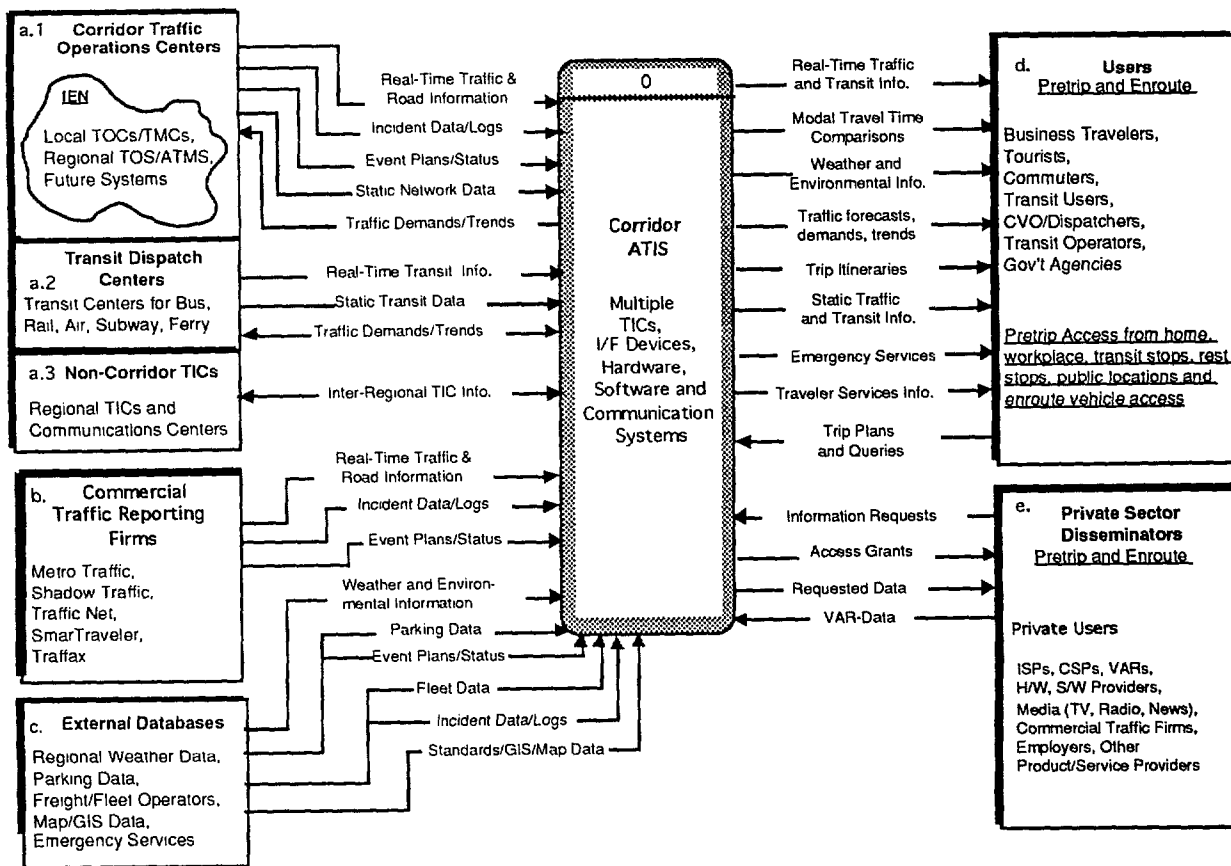 a.1 Corridor Traffic
Operations Centers
IEN
Local TOCs/TMCs,
Regional TOS/ATMS,
Future Systems
Transit Dispatch
Centers
a.2
Transit Centers for Bus,
Rail, Air, Subway, Ferry
a.3 Non-Corridor TICs
Regional TICs and
Communications Centers
b. Commercial
Traffic Reporting
Firms
Metro Traffic,
Shadow Traffic,
Traffic Net,
SmarTraveler,
Traffax
c. External Databases
Regional Weather Data,
Parking Data,
Freight/Fleet Operators,
Map/GIS Data,
Emergency Services
Real-Time Traffic &
Road Information
Incident Data/Logs
Event Plans/Status
Static Network Data
Traffic Demands/Trends
Real-Time Transit Info.
Static Transit Data
Traffic Demands/Trends
Inter-Regional TIC Info.
Real-Time Traffic &
Road Information
Incident Data/Logs
Event Plans/Status
Weather and Environ-
mental Information
Parking Data
Event Plans/Status
Fleet Data
Incident Data/Logs
Standards/GIS/Map Data
0
Corridor
ATIS
Multiple
TICs,
I/F Devices,
Hardware,
Software and
Communication
Systems
Real-Time Traffic
and Transit Info.
Modal Travel Time
Comparisons
Weather and
Environmental Info.
Traffic forecasts,
demands, trends
Trip Itineraries
Static Traffic
and Transit Info.
Emergency Services
Traveler Services Info.
Trip Plans
and Queries
Information Requests
Access Grants
Requested Data
VAR-Data
d. Users
Pretrip and Enroute
Business Travelers,
Tourists,
Commuters,
Transit Users,
CVO/Dispatchers,
Transit Operators,
Gov't Agencies
Pretrip Access from home,
workplace, transit stops, rest
stops, public locations and
enroute vehicle access
e. Private Sector
Disseminators
Pretrip and Enroute
Private Users
ISPs, CSPs, VARs,
H/W, S/W Providers,
Media (TV, Radio, News),
Commercial Traffic Firms,
Employers, Other
Product/Service Providers